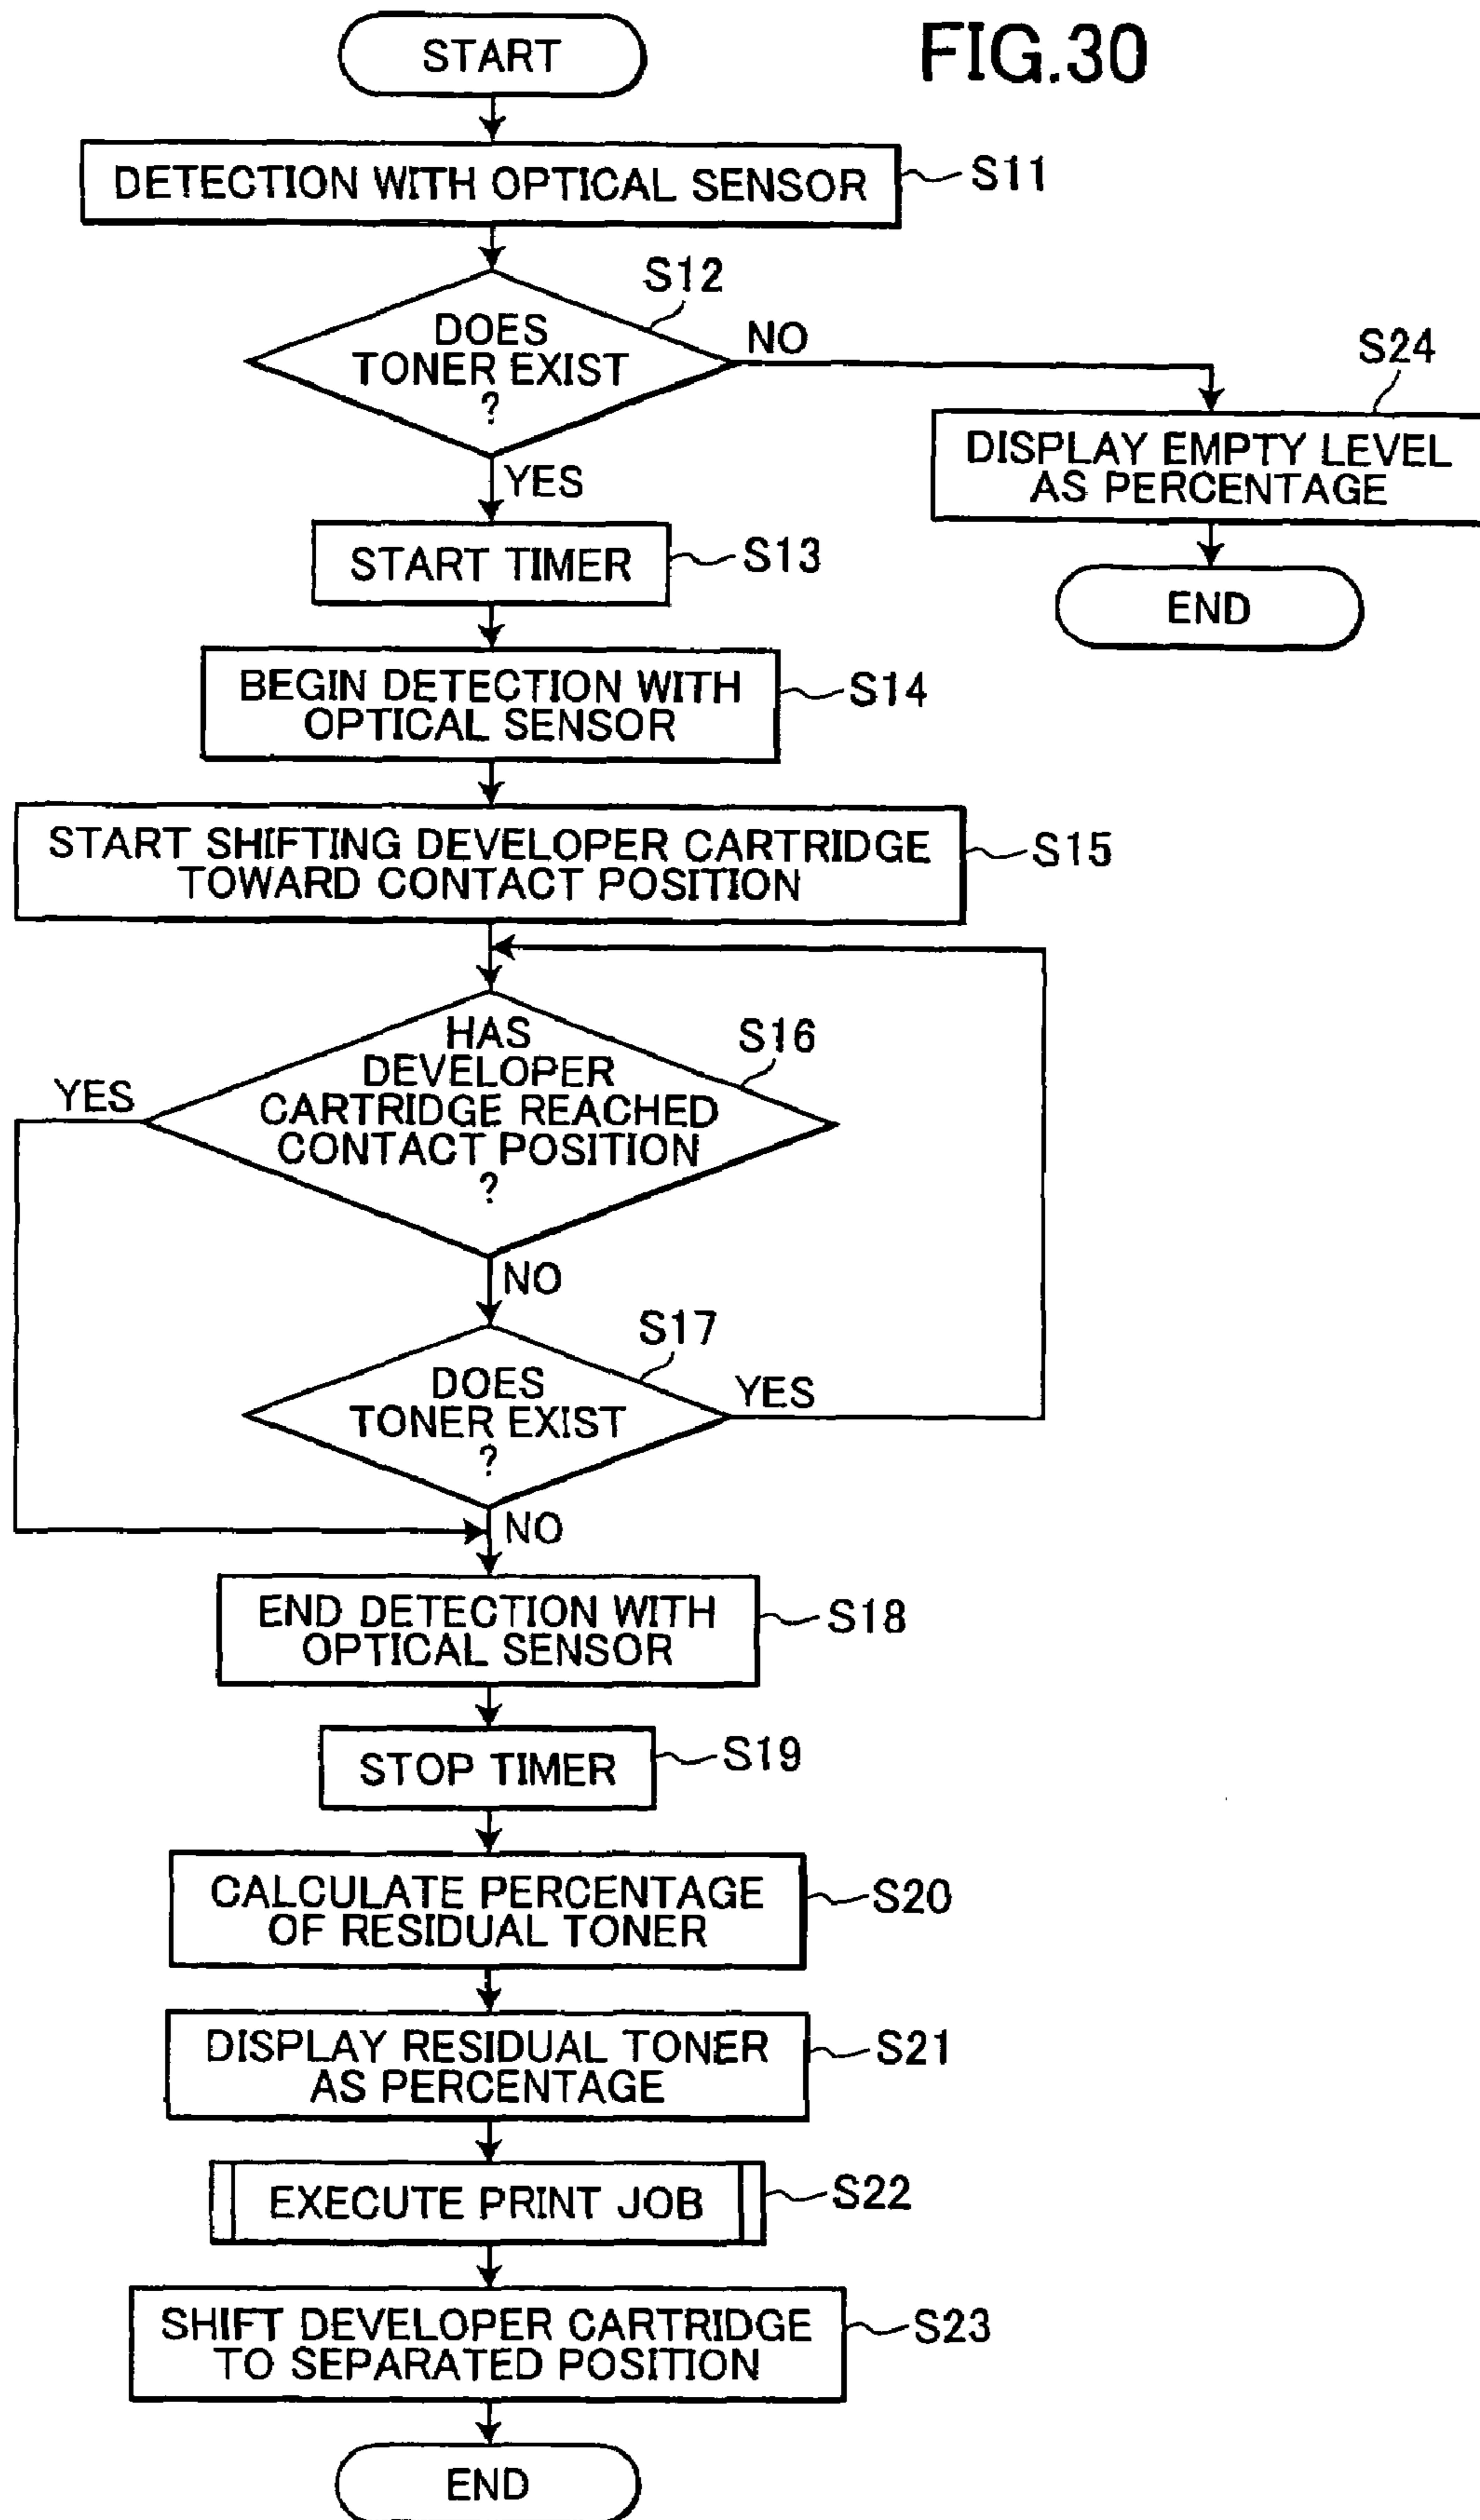 FIG.30
START
DETECTION WITH OPTICAL SENSOR
S11
S12
DOES
TONER EXIST
?
NO
YES
S24
DISPLAY EMPTY LEVEL
AS PERCENTAGE
END
START TIMER
S13
BEGIN DETECTION WITH
OPTICAL SENSOR
S14
START SHIFTING DEVELOPER CARTRIDGE
TOWARD CONTACT POSITION
S15
HAS
DEVELOPER
CARTRIDGE REACHED
CONTACT POSITION
?
S16
YES
NO
S17
DOES
TONER EXIST
?
YES
NO
END DETECTION WITH
OPTICAL SENSOR
S18
STOP TIMER
S19
CALCULATE PERCENTAGE
OF RESIDUAL TONER
S20
DISPLAY RESIDUAL TONER
AS PERCENTAGE
S21
EXECUTE PRINT JOB
S22
SHIFT DEVELOPER CARTRIDGE
TO SEPARATED POSITION
S23
END